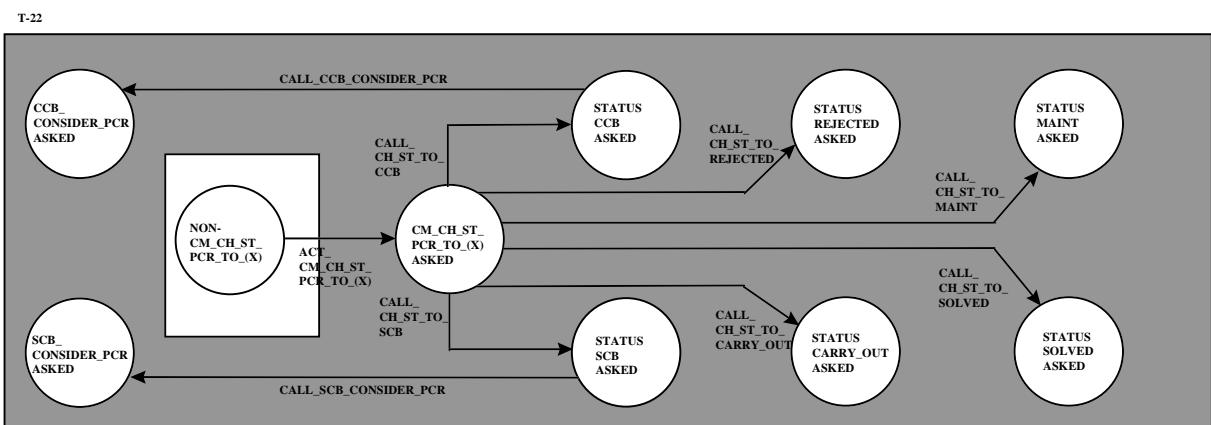 T-22
CALL_CCB_CONSIDER_PCR
CCB_
CONSIDER_PCR
ASKED
STATUS
CCB
ASKED
STATUS
REJECTED
ASKED
STATUS
MAINT
ASKED
CALL_
CH_ST_TO_
CCB
CALL_
CH_ST_TO_
REJECTED
CALL_
CH_ST_TO_
MAINT
NON-
CM_CH_ST_
PCR_TO_(X)
ACT_
CM_CH_ST_
PCR_TO_(X)
CM_CH_ST_
PCR_TO_(X)
ASKED
CALL_
CH_ST_TO_
SCB
CALL_
CH_ST_TO_
CARRY_OUT
CALL_
CH_ST_TO_
SOLVED
SCB_
CONSIDER_PCR
ASKED
STATUS
SCB
ASKED
STATUS
CARRY_OUT
ASKED
STATUS
SOLVED
ASKED
CALL_SCB_CONSIDER_PCR